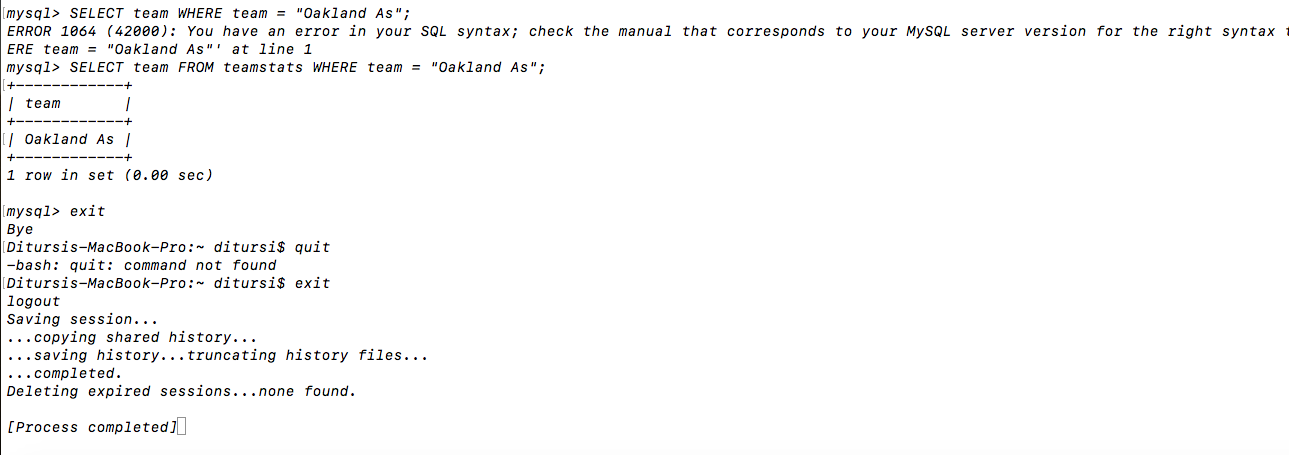 mysql> SELECT team WHERE team = "Oakland As";
ERROR 1064 (42000): You have an error in your SQL syntax; check the manual that corresponds to your MySQL server version for the right syntax
ERE team = "Oakland As"' at line 1
mysql> SELECT team FROM teamstats WHERE team = "Oakland As";
+------------+
| team       |
+------------+
| Oakland As |
+------------+
1 row in set (0.00 sec)
mysql> exit
Bye
Ditursis-MacBook-Pro:~ ditursi$ quit
-bash: quit: command not found
Ditursis-MacBook-Pro:~ ditursi$ exit
logout
Saving session...
...copying shared history...
...saving history...truncating history files...
...completed.
Deleting expired sessions...none found.
[Process completed]